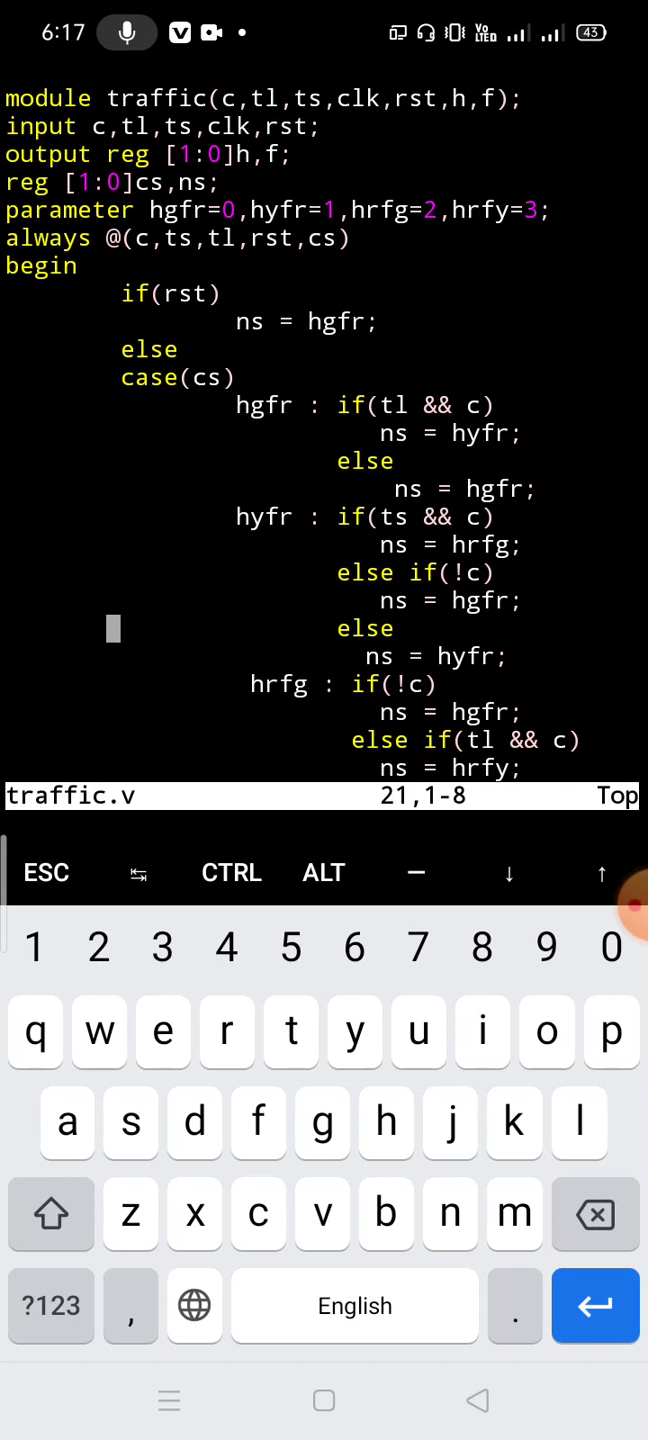 6:17 Vo LTED 43
module traffic(c,tl,ts,clk,rst,h,f);
input c,tl,ts,clk,rst;
output reg [1:0]h,f;
reg [1:0]cs,ns;
parameter hgfr=0,hyfr=1,hrfg=2,hrfy=3;
always @(c,ts,tl,rst,cs)
begin
if(rst)
ns = hgfr;
else
case(cs)
hgfr : if(tl && c)
ns = hyfr;
else
ns = hgfr;
hyfr : if(ts && c)
ns = hrfg;
else if(!c)
ns = hgfr;
else
ns = hyfr;
hrfg : if(!c)
ns = hgfr;
else if(tl && c)
ns = hrfy;
traffic.v 21,1-8 Top
ESC ↹ CTRL ALT — ↓ ↑
1 2 3 4 5 6 7 8 9 0
q w e r t y u i o p
a s d f g h j k l
z x c v b n m
?123 , English .